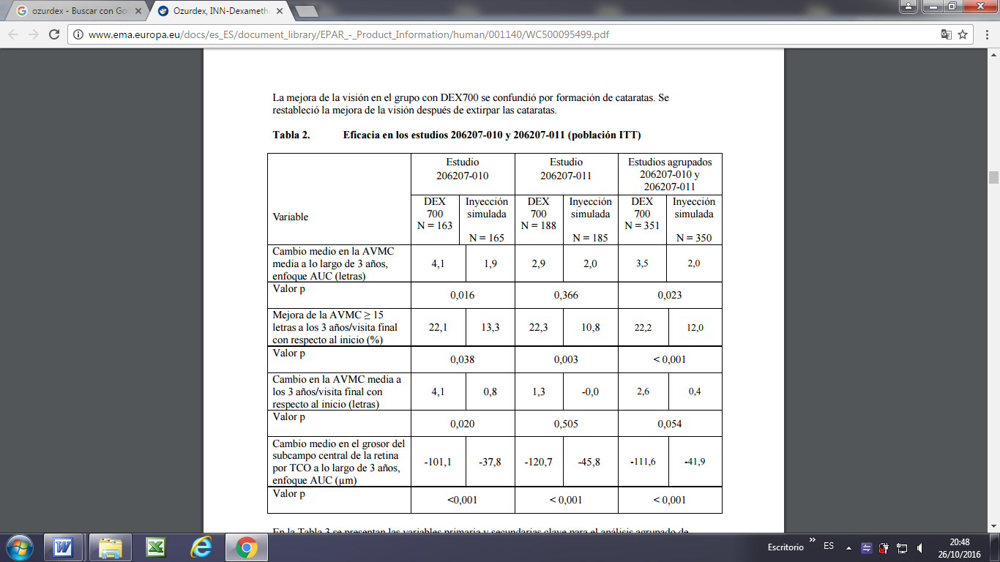 ozurdex - Buscar con Go
Ozurdex, INN-Dexameth
www.ema.europa.eu/docs/es_ES/document_library/EPAR_-_Product_Information/human/001140/WC500095499.pdf
La mejora de la visión en el grupo con DEX700 se confundió por formación de cataratas. Se
restableció la mejora de la visión después de extirpar las cataratas.
Tabla 2. Eficacia en los estudios 206207-010 y 206207-011 (población ITT)
Variable
Estudio
206207-010
Estudio
206207-011
Estudios agrupados
206207-010 y
206207-011
DEX
700
N = 163
Inyección
simulada
N = 165
DEX
700
N = 188
Inyección
simulada
N = 185
DEX
700
N = 351
Inyección
simulada
N = 350
Cambio medio en la AVMC
media a lo largo de 3 años,
enfoque AUC (letras)
4,1 1,9 2,9 2,0 3,5 2,0
Valor p
0,016 0,366 0,023
Mejora de la AVMC ≥ 15
letras a los 3 años/visita final
con respecto al inicio (%)
22,1 13,3 22,3 10,8 22,2 12,0
Valor p
0,038 0,003 < 0,001
Cambio en la AVMC media a
los 3 años/visita final con
respecto al inicio (letras)
4,1 0,8 1,3 -0,0 2,6 0,4
Valor p
0,020 0,505 0,054
Cambio medio en el grosor del
subcampo central de la retina
por TCO a lo largo de 3 años,
enfoque AUC (µm)
-101,1 -37,8 -120,7 -45,8 -111,6 -41,9
Valor p
<0,001 < 0,001 < 0,001
En la Tabla 3 se presentan las variables primaria y secundarias clave para el análisis agrupado de
Escritorio
ES
20:48
26/10/2016